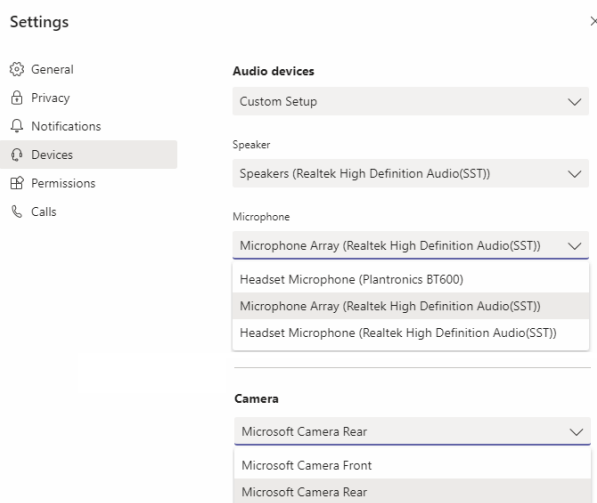 Settings
General
Privacy
Notifications
Devices
Permissions
Calls
Audio devices
Custom Setup
Speaker
Speakers (Realtek High Definition Audio(SST))
Microphone
Microphone Array (Realtek High Definition Audio(SST))
Headset Microphone (Plantronics BT600)
Microphone Array (Realtek High Definition Audio(SST))
Headset Microphone (Realtek High Definition Audio(SST))
Camera
Microsoft Camera Rear
Microsoft Camera Front
Microsoft Camera Rear